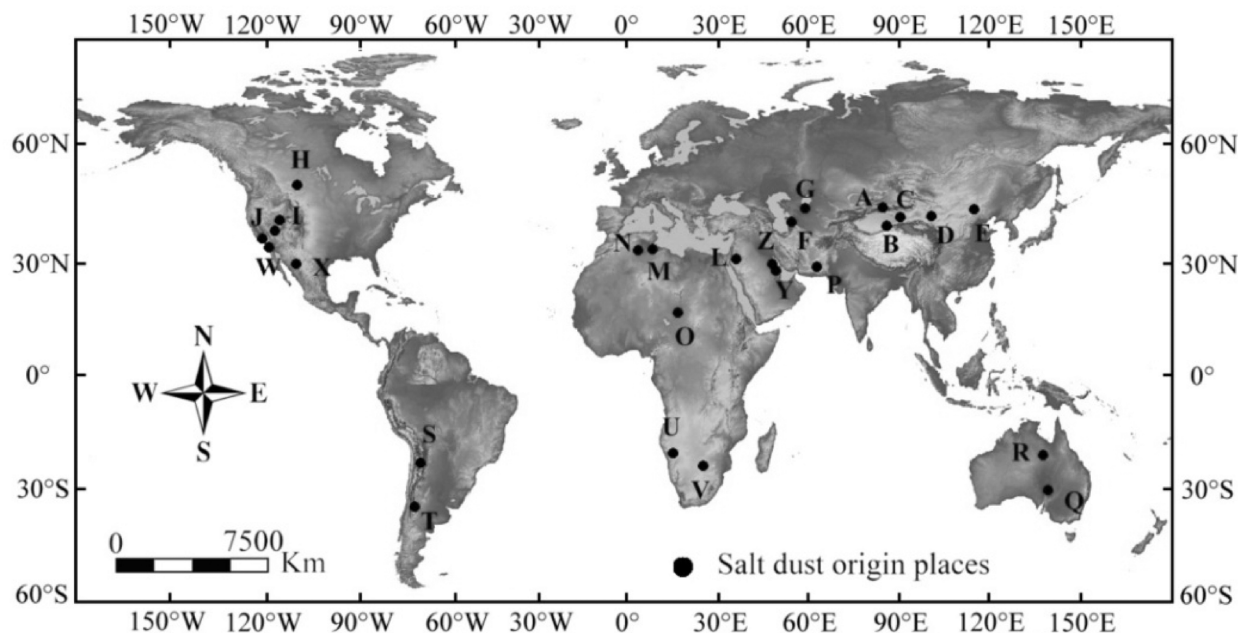 150°W 120°W 90°W 60°W 30°W 0° 30°E 60°E 90°E 120°E 150°E
60°N 60°N
H
G A C
J I
Z
N L F B D E
30°N 30°N
W X M Y P
O
N
0° 0°
W E
U
S S
R
30°S V Q 30°S
T
0 7500
Km Salt dust origin places
60°S 60°S
150°W 120°W 90°W 60°W 30°W 0° 30°E 60°E 90°E 120°E 150°E